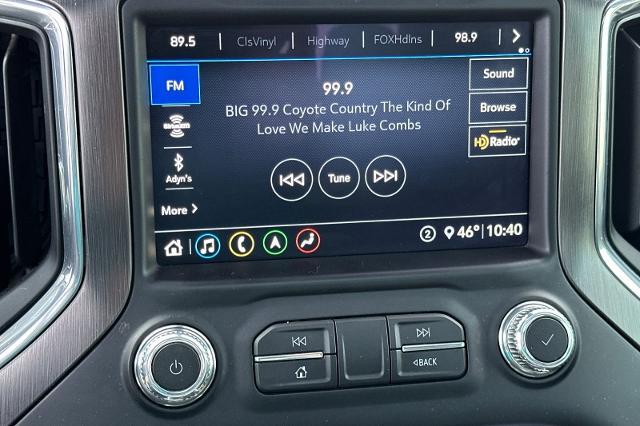 89.5 ClsVinyl Highway FOXHdlns 98.9
FM
99.9
Sound
BIG 99.9 Coyote Country The Kind Of
Browse
Love We Make Luke Combs
HD Radio
SiriusXM
Adyn's
Tune
More
2 46° 10:40
BACK